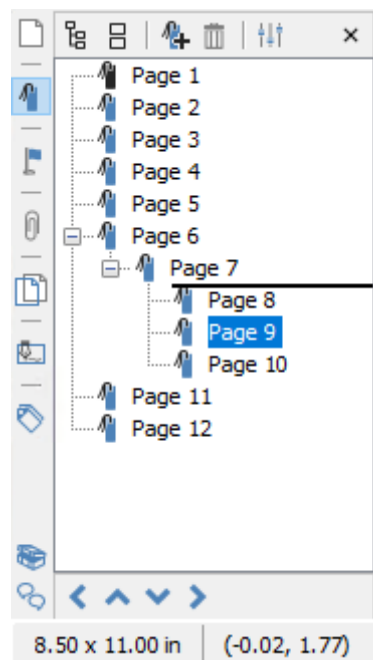 Page 1
Page 2
Page 3
Page 4
Page 5
Page 6
Page 7
Page 8
Page 9
Page 10
Page 11
Page 12
8.50 x 11.00 in (-0.02, 1.77)